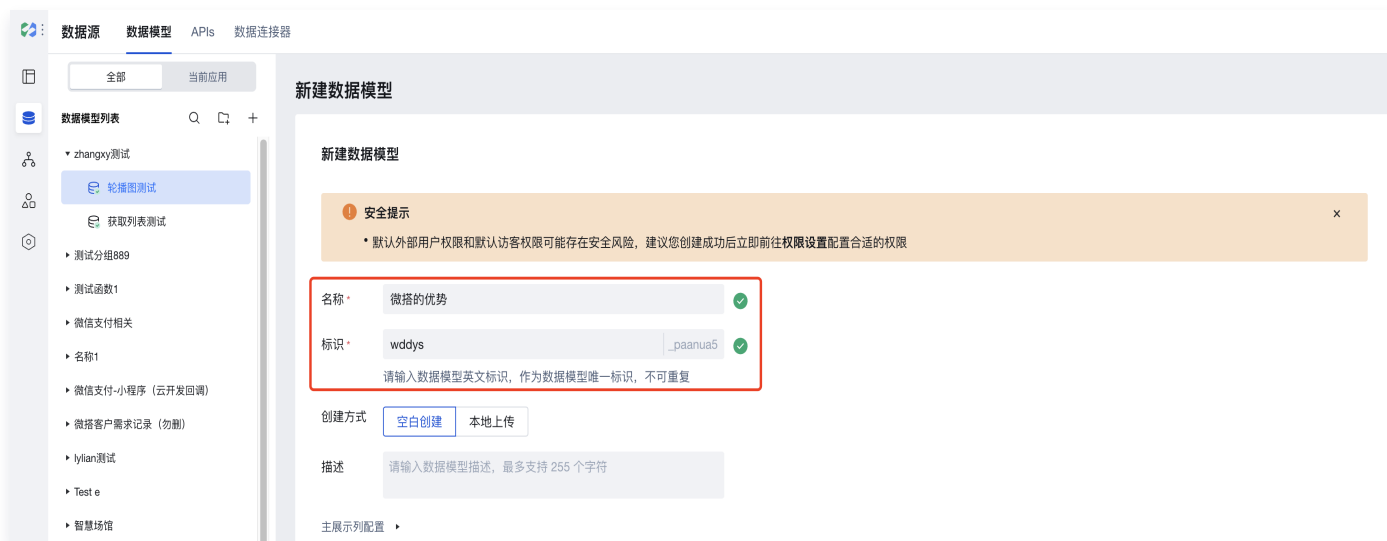 数据源 数据模型 APIs 数据连接器
全部 当前应用
数据模型列表
zhangxy测试
轮播图测试
获取列表测试
测试分组889
测试函数1
微信支付相关
名称1
微信支付-小程序（云开发回调）
微搭客户需求记录（勿删）
lylian测试
Test e
智慧场馆
新建数据模型
新建数据模型
安全提示
• 默认外部用户权限和默认访客权限可能存在安全风险，建议您创建成功后立即前往权限设置配置合适的权限
名称* 微搭的优势
标识* wddys _paanua5
请输入数据模型英文标识，作为数据模型唯一标识，不可重复
创建方式 空白创建 本地上传
描述 请输入数据模型描述，最多支持 255 个字符
主展示列配置